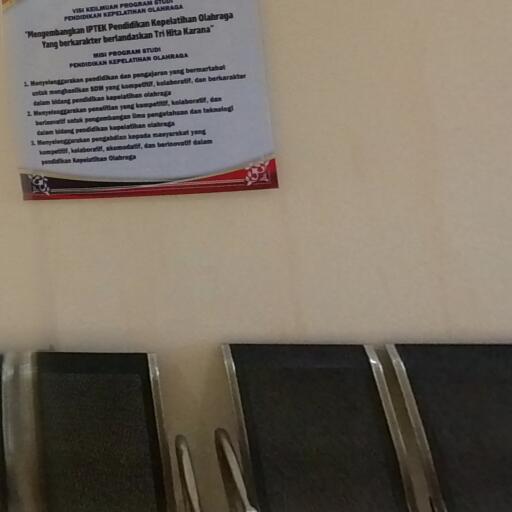 VISI KEILMUAN PROGRAM STUDI
PENDIDIKAN KEPELATIHAN OLAHRAGA
"Mengembangkan IPTEK Pendidikan Kepelatihan Olahraga
Yang berkarakter berlandaskan Tri Hita Karana"
MISI PROGRAM STUDI
PENDIDIKAN KEPELATIHAN OLAHRAGA
1. Menyelenggarakan pendidikan dan pengajaran yang bermartabat
untuk menghasilkan SDM yang kompetitif, kolaboratif, dan berkarakter
dalam bidang pendidikan kepelatihan olahraga
2. Menyelenggarakan penelitian yang kompetitif, kolaboratif, dan
berinovatif untuk pengembangan ilmu pengetahuan dan teknologi
dalam bidang pendidikan kepelatihan olahraga
3. Menyelenggarakan pengabdian kepada masyarakat yang
kompetitif, kolaboratif, akomodatif, dan berinovatif dalam
pendidikan Kepelatihan Olahraga